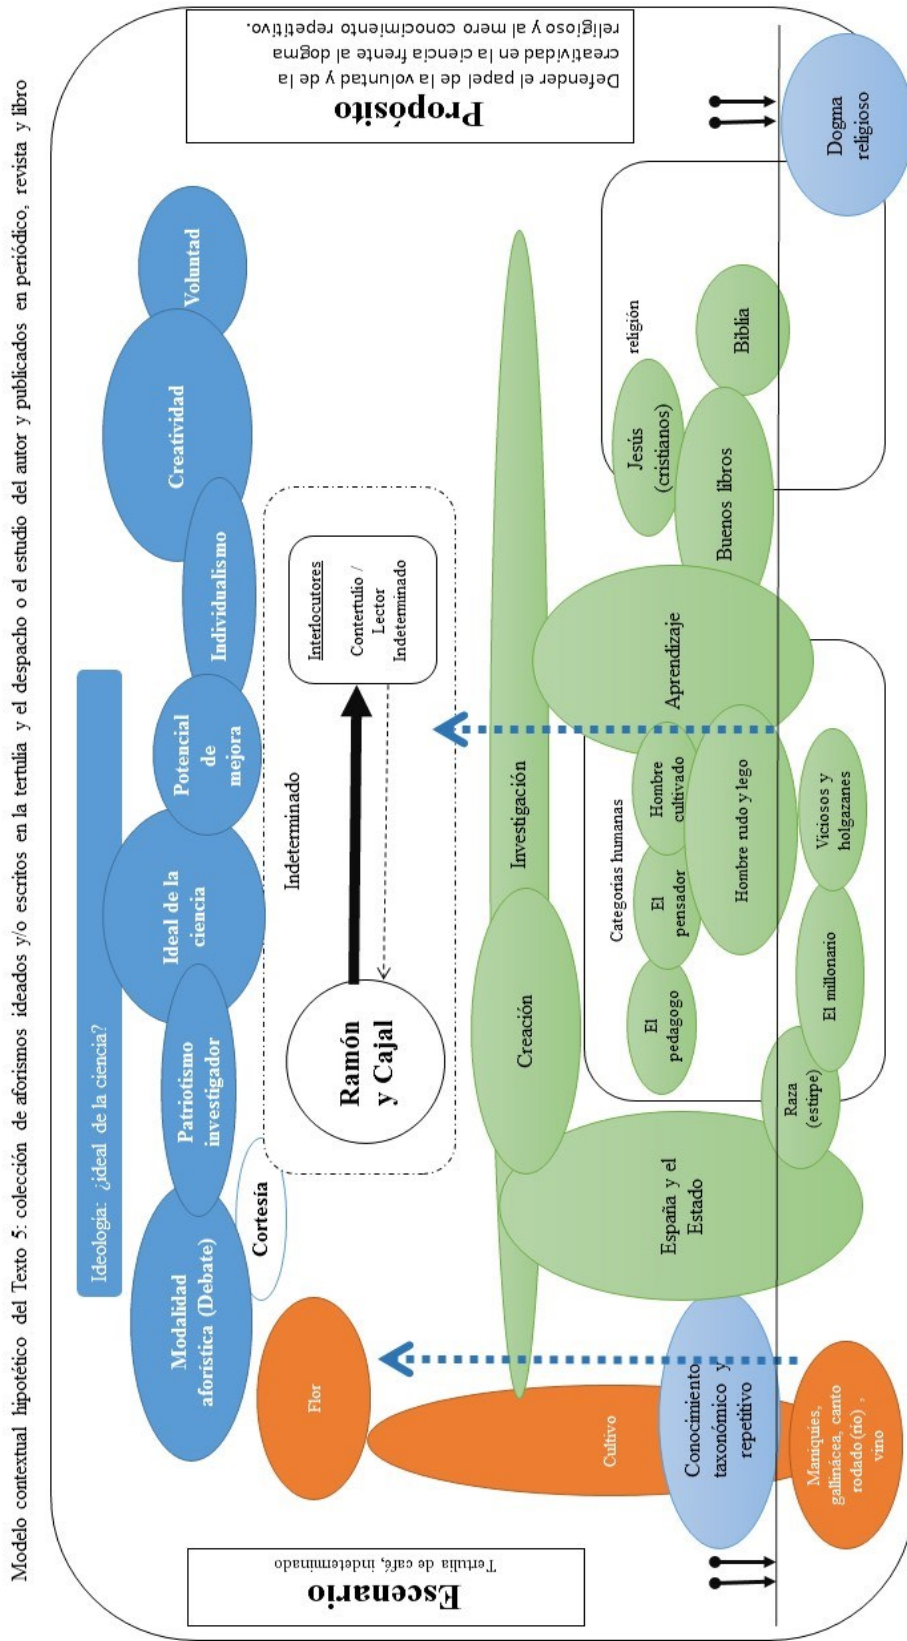 Modelo contextual hipotético del Texto 5: colección de aforismos ideados y/o escritos en la tertulia y el despacho o el estudio del autor y publicados en periódico, revista y libro
Ideología: ¿ideal de la ciencia?
Modalidad
aforística (Debate)
Patriotismo
investigador
Ideal de la
ciencia
Potencial
de
mejora
Individualismo
Creatividad
Voluntad
Cortesía
Flor
Indeterminado
Ramón
y Cajal
Interlocutores
Contertulio /
Lector
Indeterminado
Escenario
Tertulia de café, indeterminado
Propósito
Defender el papel de la voluntad y de la
creatividad en la ciencia frente al dogma
religioso y al mero conocimiento repetitivo.
Creación
Investigación
Cultivo
Conocimiento
taxonómico y
repetitivo
España y el
Estado
Categorías humanas
El
pedagogo
El
pensador
Hombre
cultivado
Hombre rudo y lego
Aprendizaje
Jesús
(cristianos)
religión
Buenos libros
Biblia
Maniquíes,
gallinácea, canto
rodado (río) ,
vino
Raza
(estirpe)
El millonario
Viciosos y
holgazanes
Dogma
religioso